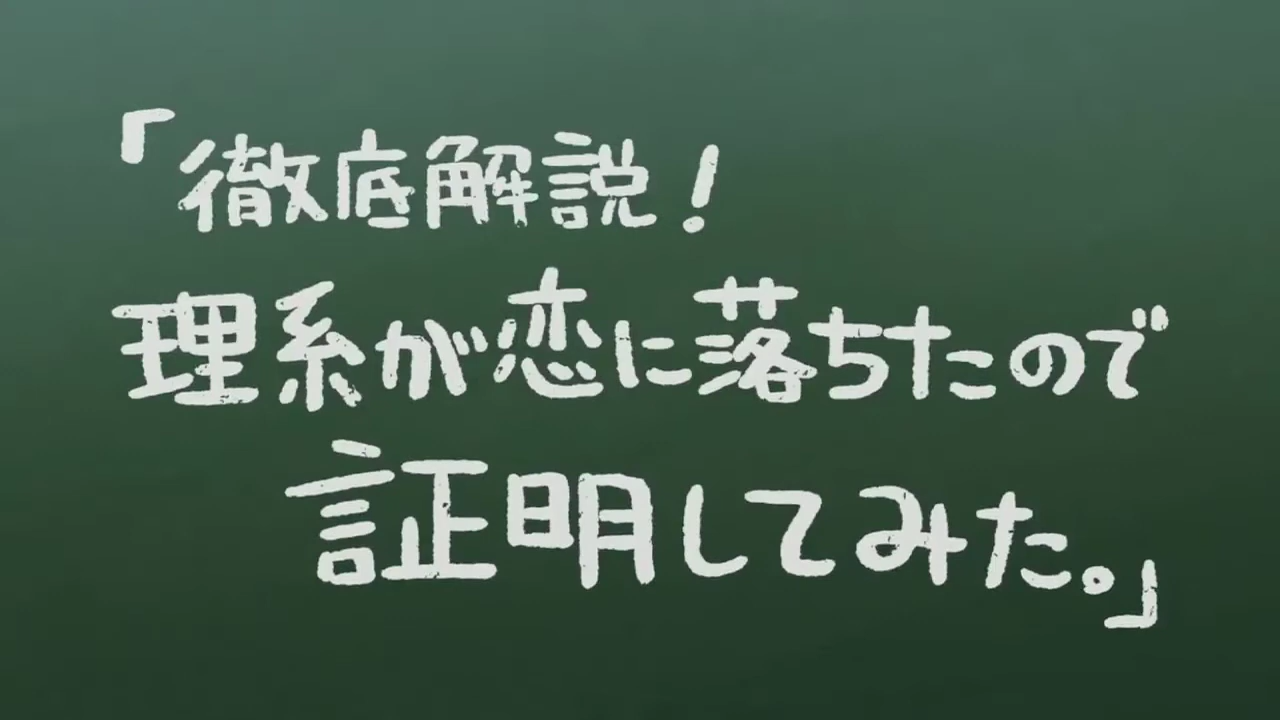 「徹底解説！
理系が恋に落ちたので
証明してみた。」